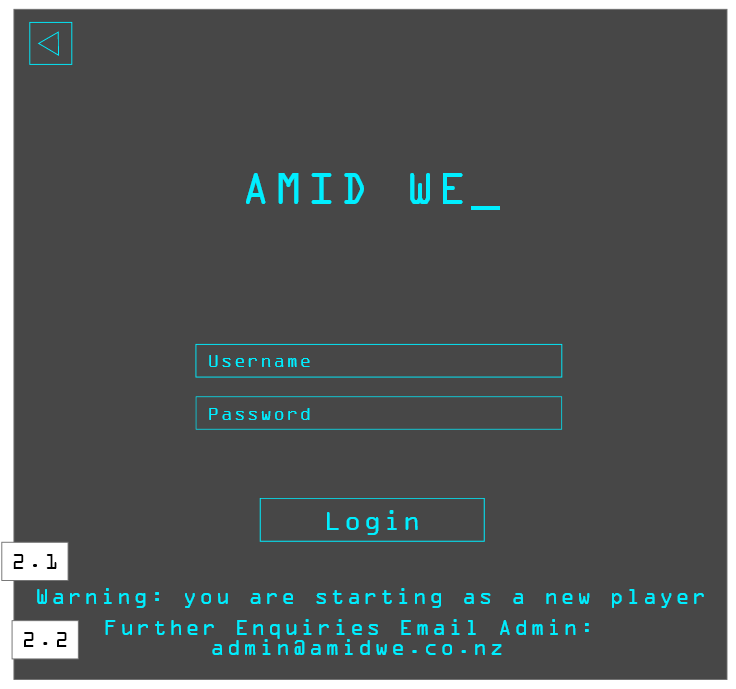 AMID WE_
Username
Password
Login
2.1
Warning: you are starting as a new player
2.2
Further Enquiries Email Admin:
admin@amidwe.co.nz